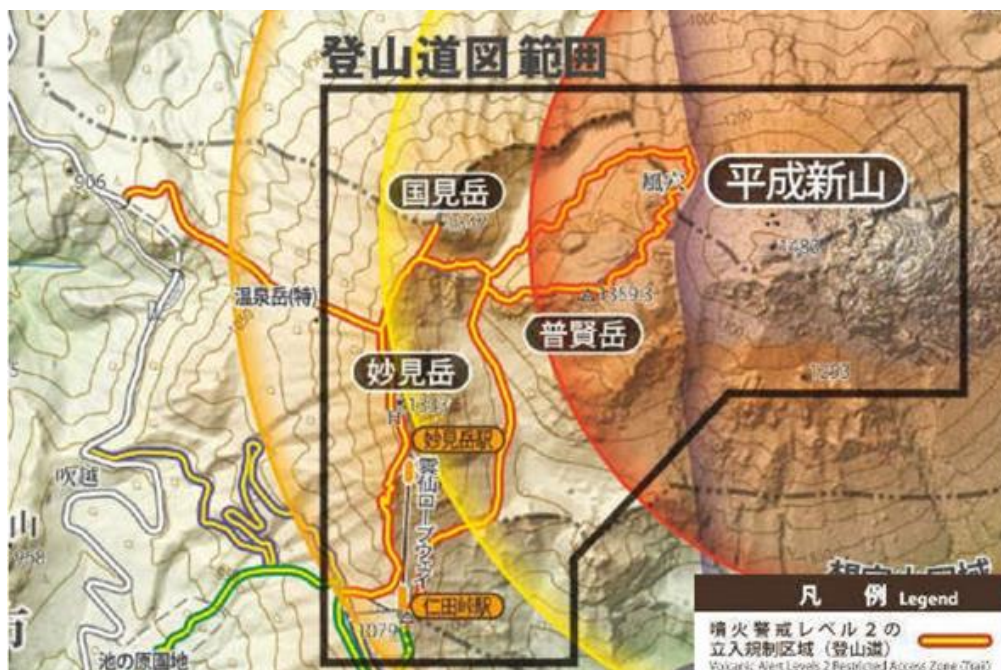 登山道図範囲
906
国見岳
風穴
平成新山
温泉岳(特)
1359.3
普賢岳
妙見岳
1293
妙見岳駅
雲仙ロープウェイ
吹越
山
仁田峠駅
1079
池の原園地
凡 例 Legend
噴火警戒レベル2の
立入規制区域(登山道)
Volcanic Alert Levels 2 Restricted Access Zone (Trail)